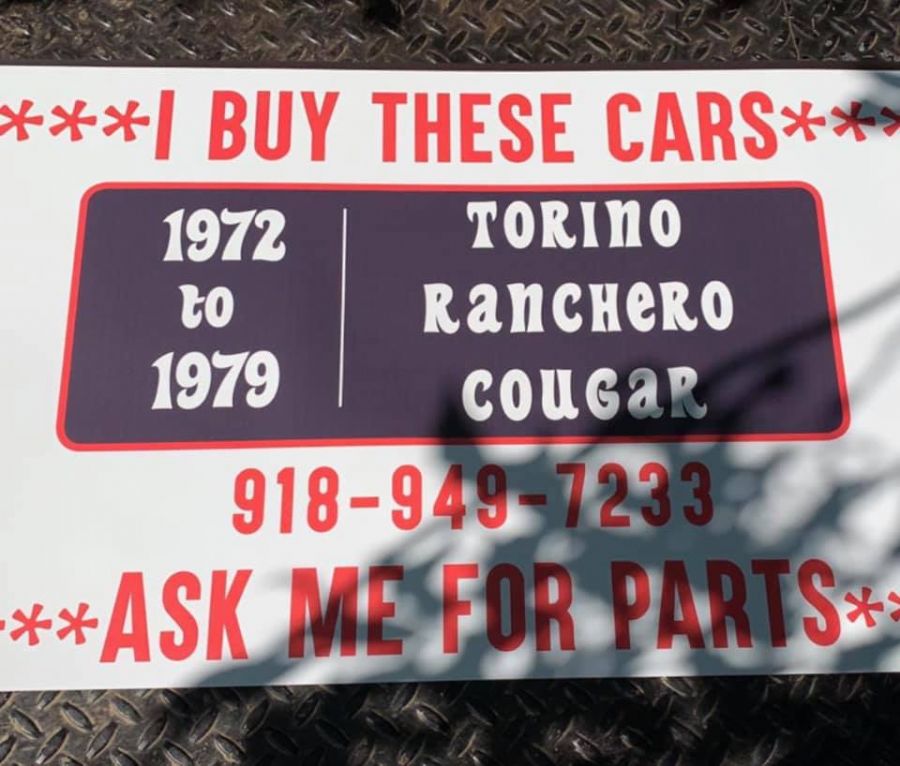 ***I BUY THESE CARS***
1972 to 1979
TORINO
RANCHERO
COUGAR
918-949-7233
***ASK ME FOR PARTS**